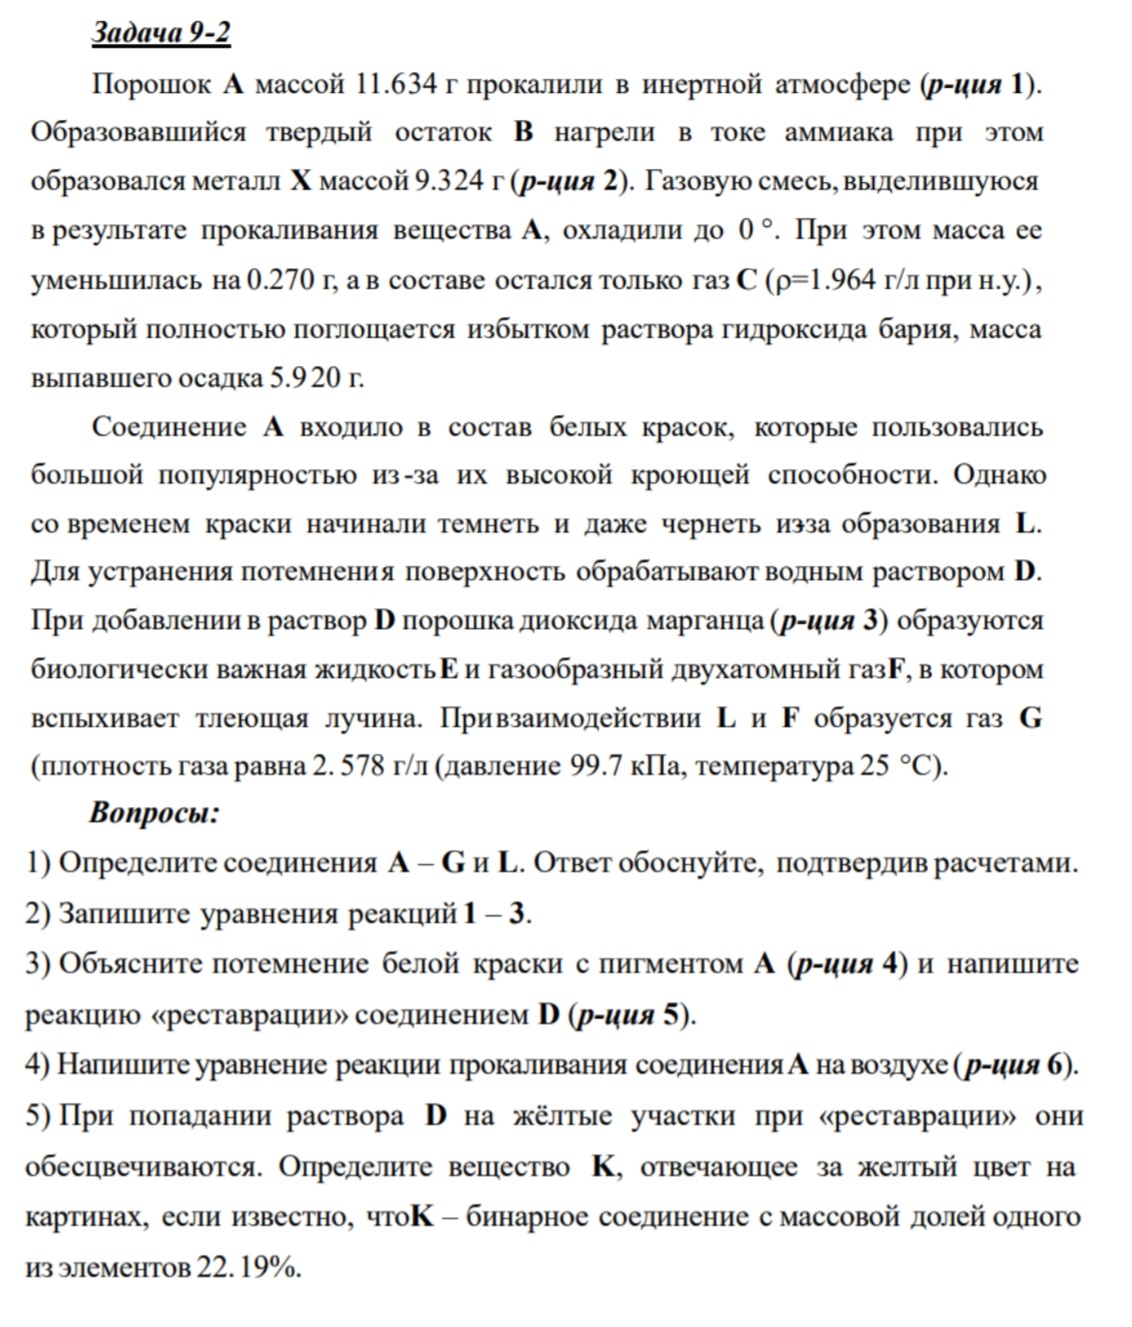 Задача 9-2
Порошок A массой 11.634 г прокалили в инертной атмосфере (р-ция 1).
Образовавшийся твердый остаток B нагрели в токе аммиака при этом
образовался металл X массой 9.324 г (р-ция 2). Газовую смесь, выделившуюся
в результате прокаливания вещества A, охладили до 0 °. При этом масса ее
уменьшилась на 0.270 г, а в составе остался только газ C (ρ=1.964 г/л при н.у.),
который полностью поглощается избытком раствора гидроксида бария, масса
выпавшего осадка 5.920 г.
Соединение A входило в состав белых красок, которые пользовались
большой популярностью из-за их высокой кроющей способности. Однако
со временем краски начинали темнеть и даже чернеть из-за образования L.
Для устранения потемнения поверхность обрабатывают водным раствором D.
При добавлении в раствор D порошка диоксида марганца (р-ция 3) образуются
биологически важная жидкость E и газообразный двухатомный газ F, в котором
вспыхивает тлеющая лучина. При взаимодействии L и F образуется газ G
(плотность газа равна 2. 578 г/л (давление 99.7 кПа, температура 25 °C).
Вопросы:
1) Определите соединения A – G и L. Ответ обоснуйте, подтвердив расчетами.
2) Запишите уравнения реакций 1 – 3.
3) Объясните потемнение белой краски с пигментом A (р-ция 4) и напишите
реакцию «реставрации» соединением D (р-ция 5).
4) Напишите уравнение реакции прокаливания соединения A на воздухе (р-ция 6).
5) При попадании раствора D на жёлтые участки при «реставрации» они
обесцвечиваются. Определите вещество K, отвечающее за желтый цвет на
картинах, если известно, что K – бинарное соединение с массовой долей одного
из элементов 22. 19%.